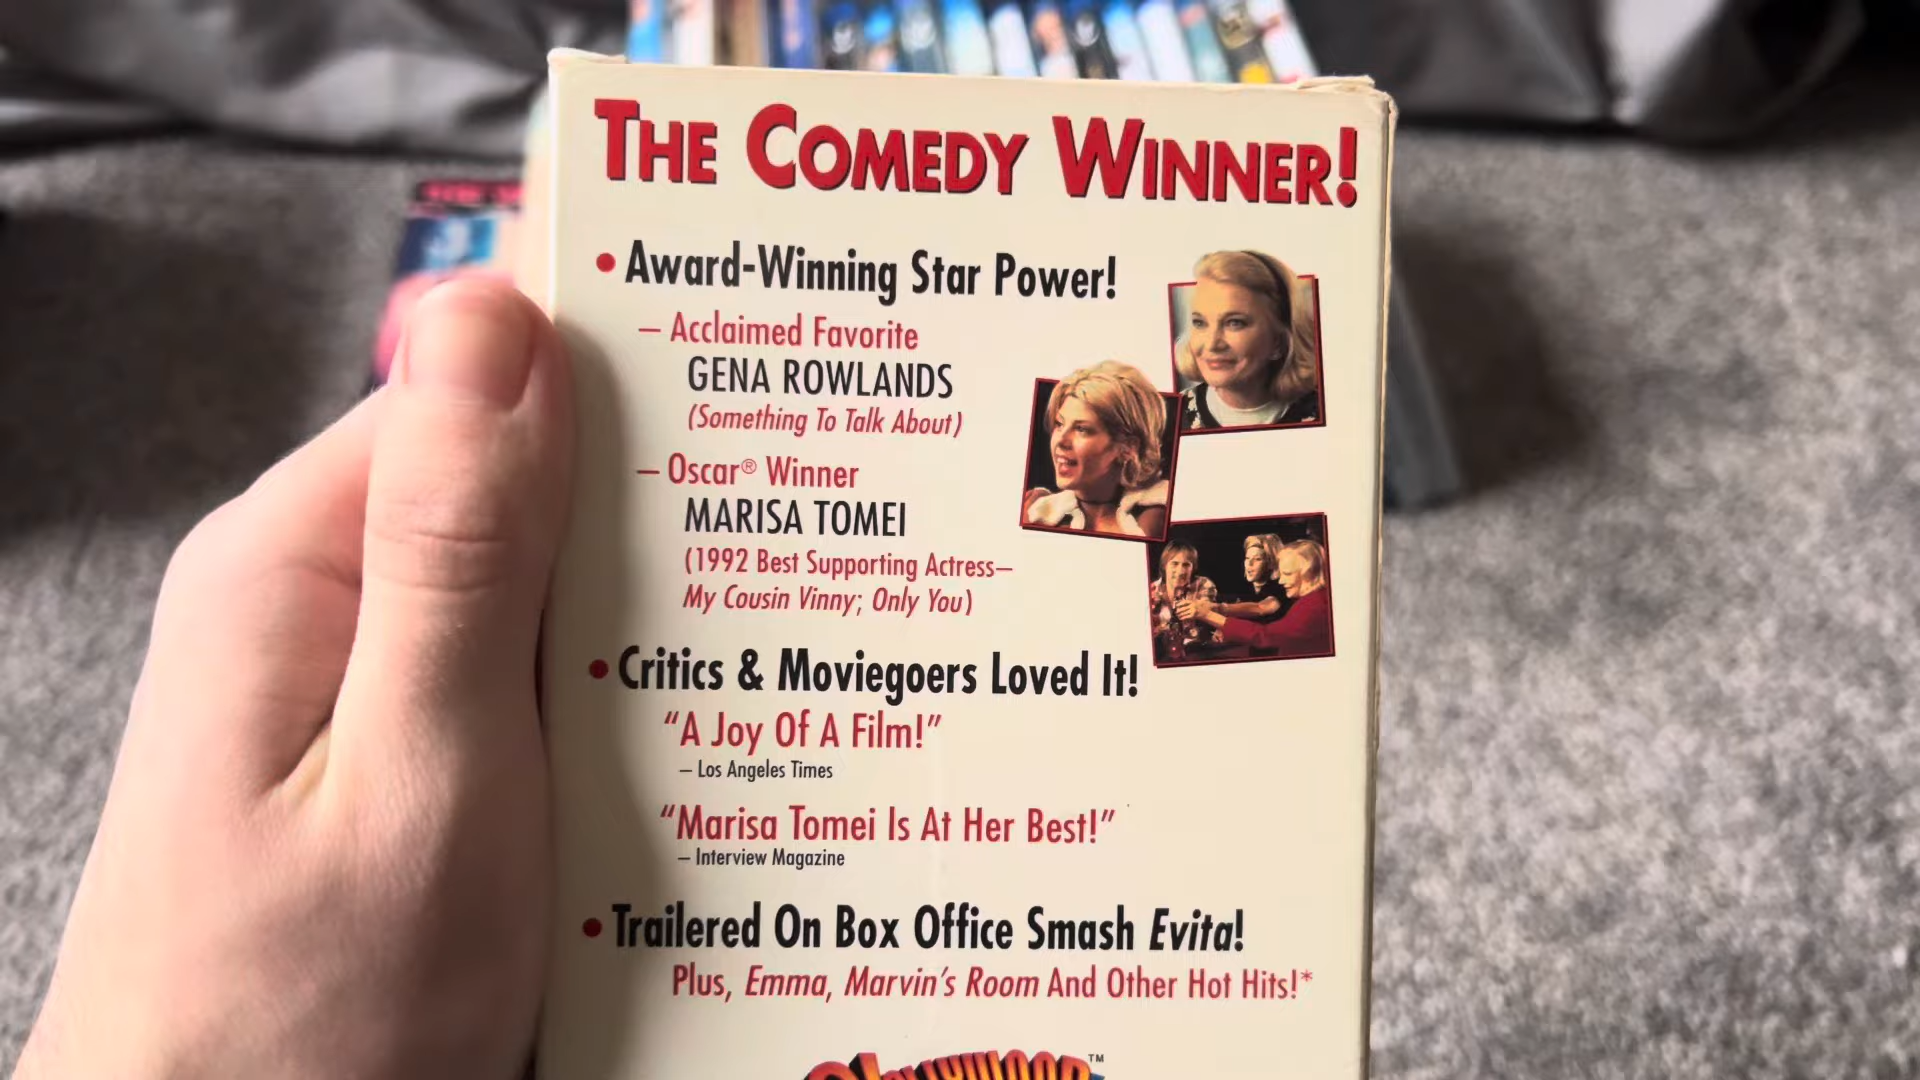 THE COMEDY WINNER!
• Award-Winning Star Power!
– Acclaimed Favorite
GENA ROWLANDS
(Something To Talk About)
– Oscar® Winner
MARISA TOMEI
(1992 Best Supporting Actress–
My Cousin Vinny; Only You)
• Critics & Moviegoers Loved It!
“A Joy Of A Film!”
– Los Angeles Times
“Marisa Tomei Is At Her Best!”
– Interview Magazine
• Trailered On Box Office Smash Evita!
Plus, Emma, Marvin’s Room And Other Hot Hits!*
HOLLYWOOD™